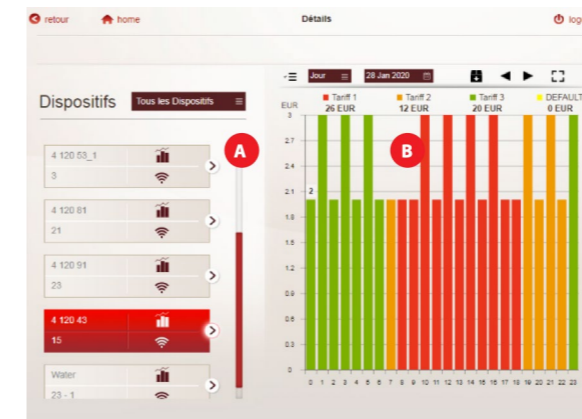 retour home Détails log
Jour 28 Jan 2020
Dispositifs Tous les Dispositifs
EUR
Tariff 1 Tariff 2 Tariff 3 DEFAULT
26 EUR 12 EUR 20 EUR 0 EUR
A
B
4 120 53_1
3
4 120 81
21
4 120 91
23
4 120 43
15
Water
23 - 1
3
2.7
2.4
2.1
1.8
1.5
1.2
0.9
0.6
0.3
0
2
0 1 2 3 4 5 6 7 8 9 10 11 12 13 14 15 16 17 18 19 20 21 22 23